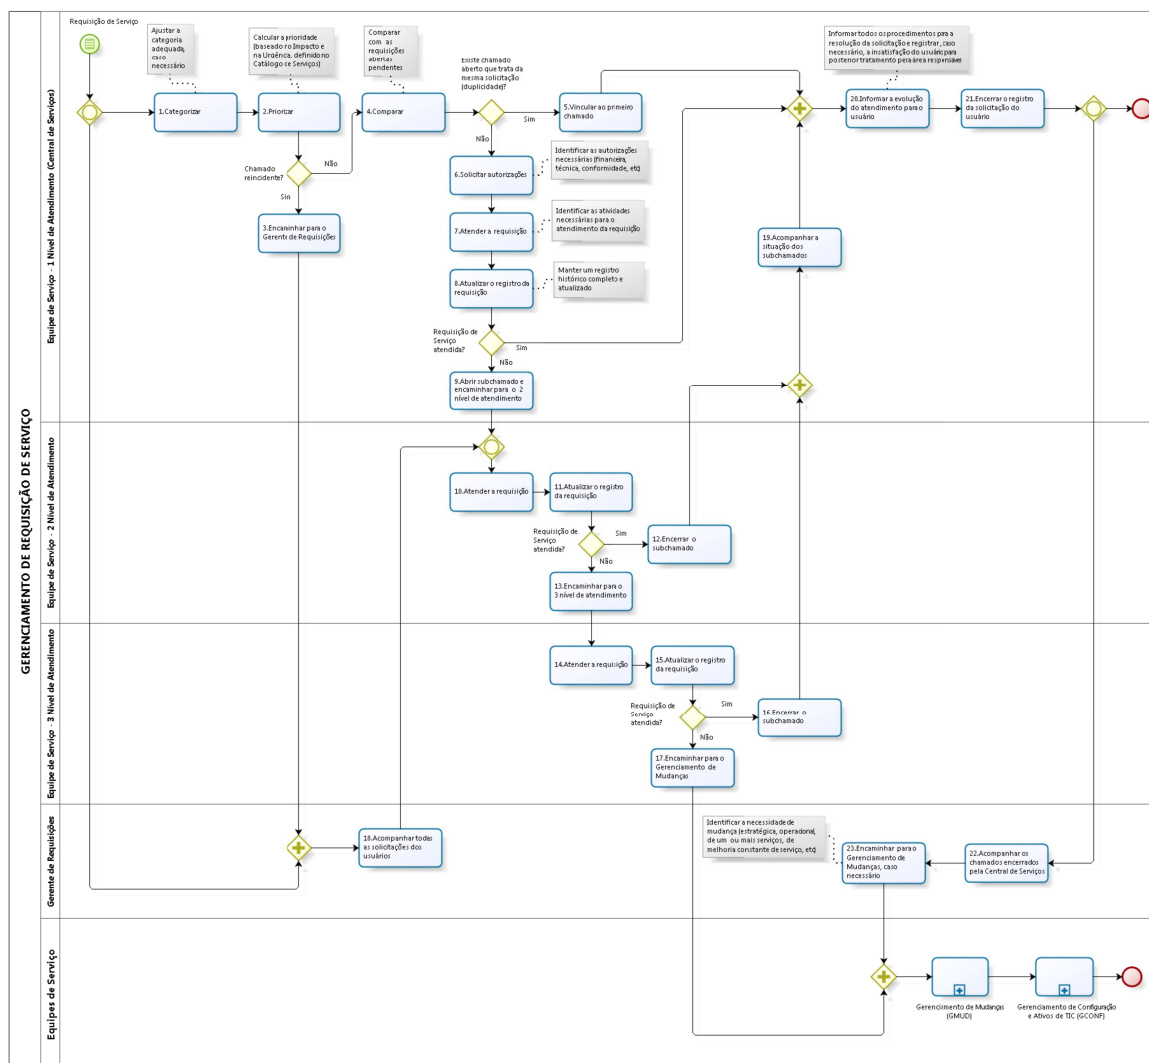 GERENCIAMENTO DE REQUISIÇÃO DE SERVIÇO
Equipe de Serviço - 1 Nível de Atendimento (Central de Serviços)
Requisição de Serviço
Ajustar a
categoria
adequada,
caso
necessário
1.Categorizar
Calcular a prioridade
(baseado no Impacto e
na Urgência, definido no
Catálogo de Serviços)
2.Priorizar
Chamado
reincidente?
Não
Sin
3.Encaninhar para o
Gerente de Requisições
Comparar
com as
requisições
abertas
pendentes
4.Comparar
Existe chamado
aberto que trata da
mesma solicitação
(duplicidade)?
Sim
Não
5.Vincular ao primeiro
chamado
Identificar as autorizações
necessárias (financeira,
técnica, conformidade, etc)
6.Solicitar autorizações
Identificar as atividades
necessárias para o
atendimento da requisição
7.Atender a requisição
Manter um registro
histórico completo e
atualizado
8.Atualizar o registro da
requisição
Requisição de
Serviço
atendida?
Sim
Não
9.Abrir subchamado e
encaminhar para o 2
nível de atendimento
19.Acompanhar a
situação dos
subchamados
Informar todos os procedimentos para a
resolução da solicitação e registrar, caso
necessário, a insatisfação do usuário para
posterior tratamento pela área responsável
20.Informar a evolução
do atendimento para o
usuário
21.Encerrar o registro
da solicitação do
usuário
Equipe de Serviço - 2 Nível de Atendimento
10.Atender a requisição
11.Atualizar o registro
da requisição
Requisição de
Serviço
atendida?
Sim
Não
12.Encerrar o
subchamado
13.Encaminhar para o
3 nível de atendimento
Equipe de Serviço - 3 Nível de Atendimento
14.Atender a requisição
15.Atualizar o registro
da requisição
Requisição de
Serviço
atendida?
Sim
Não
16.Encerrar o
subchamado
17.Encaminhar para o
Gerenciamento de
Mudanças
Gerente de Requisições
18.Acompanhar todas
as solicitações dos
usuários
Identificar a necessidade de
mudança (estratégica, operacional,
de um ou mais serviços, de
melhoria constante de serviço, etc)
23.Encaminhar para o
Gerenciamento de
Mudanças, caso
necessário
22.Acompanhar os
chamados encerrados
pela Central de Serviços
Equipes de Serviço
Gerenciamento de Mudanças
(GMUD)
Gerenciamento de Configuração
e Ativos de TIC (GCONF)